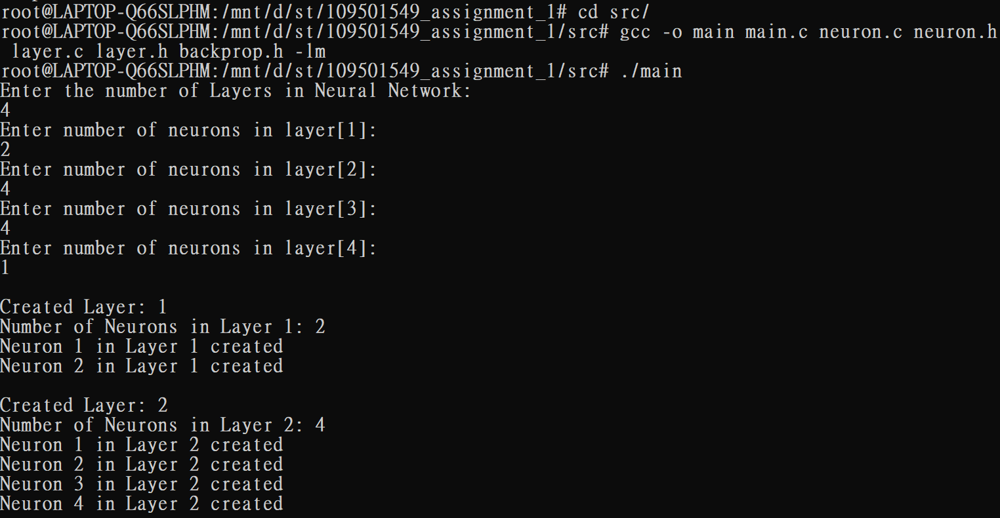 root@LAPTOP-Q66SLPHM:/mnt/d/st/109501549_assignment_1# cd src/
root@LAPTOP-Q66SLPHM:/mnt/d/st/109501549_assignment_1/src# gcc -o main main.c neuron.c neuron.h
 layer.c layer.h backprop.h -lm
root@LAPTOP-Q66SLPHM:/mnt/d/st/109501549_assignment_1/src# ./main
Enter the number of Layers in Neural Network:
4
Enter number of neurons in layer[1]:
2
Enter number of neurons in layer[2]:
4
Enter number of neurons in layer[3]:
4
Enter number of neurons in layer[4]:
1

Created Layer: 1
Number of Neurons in Layer 1: 2
Neuron 1 in Layer 1 created
Neuron 2 in Layer 1 created

Created Layer: 2
Number of Neurons in Layer 2: 4
Neuron 1 in Layer 2 created
Neuron 2 in Layer 2 created
Neuron 3 in Layer 2 created
Neuron 4 in Layer 2 created